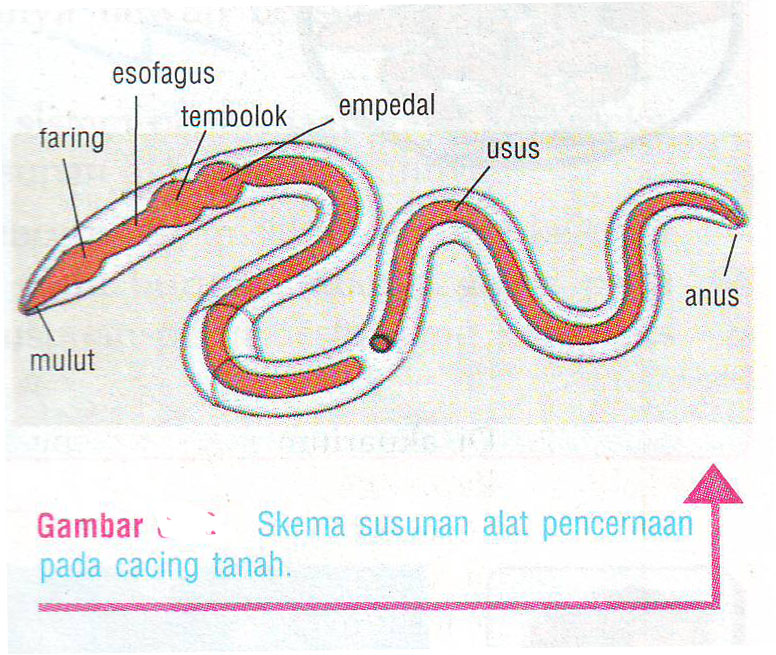 esofagus
tembolok
empedal
faring
usus
anus
mulut
Gambar Skema susunan alat pencernaan
pada cacing tanah.